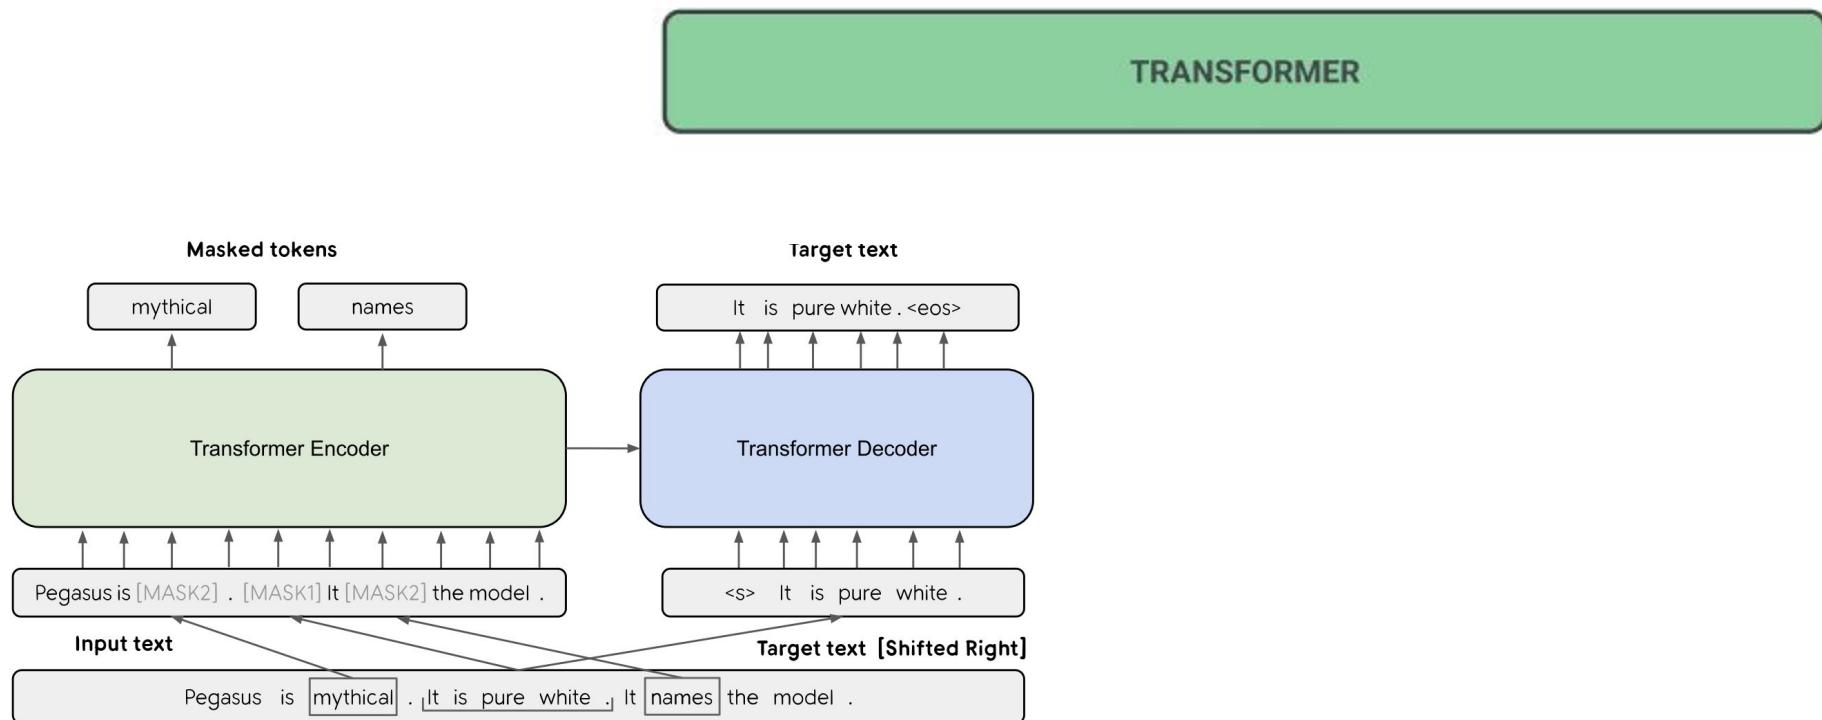 TRANSFORMER
Masked tokens
Target text
mythical
names
It is pure white . <eos>
Transformer Encoder
Transformer Decoder
Pegasus is [MASK2] . [MASK1] It [MASK2] the model .
<s> It is pure white .
Input text
Target text [Shifted Right]
Pegasus is mythical . It is pure white . It names the model .